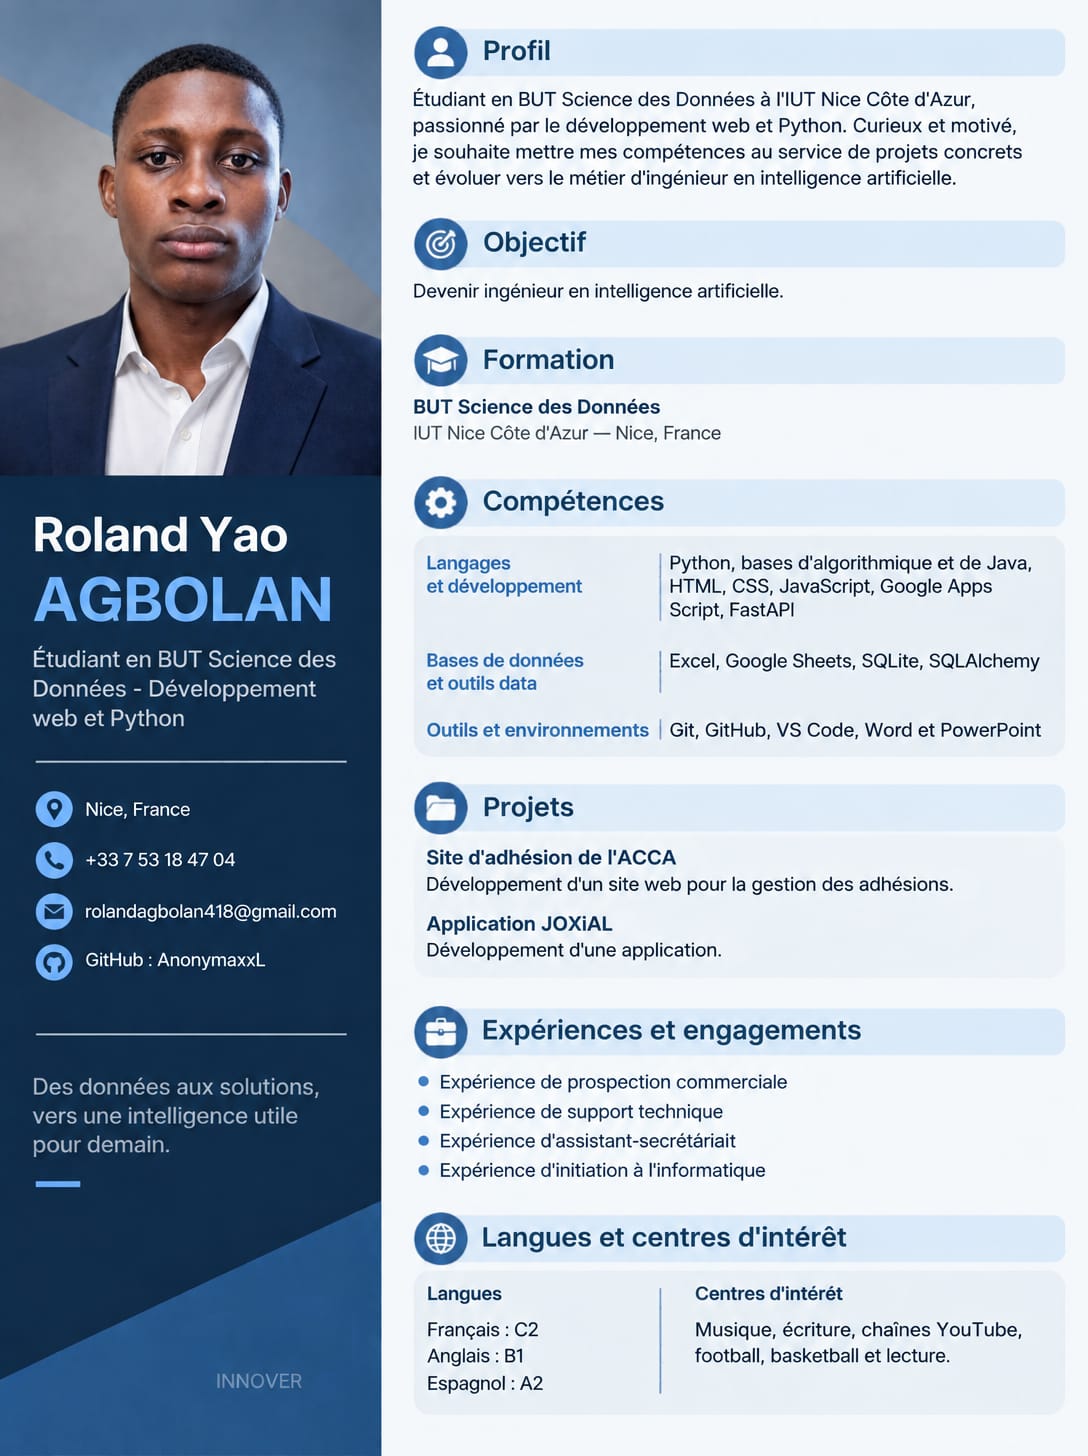 Roland Yao
AGBOLAN
Étudiant en BUT Science des
Données - Développement
web et Python
Nice, France
+33 7 53 18 47 04
rolandagbolan418@gmail.com
GitHub : AnonymaxxL
Des données aux solutions,
vers une intelligence utile
pour demain.
INNOVER
Profil
Étudiant en BUT Science des Données à l'IUT Nice Côte d'Azur,
passionné par le développement web et Python. Curieux et motivé,
je souhaite mettre mes compétences au service de projets concrets
et évoluer vers le métier d'ingénieur en intelligence artificielle.
Objectif
Devenir ingénieur en intelligence artificielle.
Formation
BUT Science des Données
IUT Nice Côte d'Azur — Nice, France
Compétences
Langages
et développement
Python, bases d'algorithmique et de Java,
HTML, CSS, JavaScript, Google Apps
Script, FastAPI
Bases de données
et outils data
Excel, Google Sheets, SQLite, SQLAlchemy
Outils et environnements
Git, GitHub, VS Code, Word et PowerPoint
Projets
Site d'adhésion de l'ACCA
Développement d'un site web pour la gestion des adhésions.
Application JOXiAL
Développement d'une application.
Expériences et engagements
Expérience de prospection commerciale
Expérience de support technique
Expérience d'assistant-secrétáriait
Expérience d'initiation à l'informatique
Langues et centres d'intérêt
Langues
Français : C2
Anglais : B1
Espagnol : A2
Centres d'intérét
Musique, écriture, chaînes YouTube,
football, basketball et lecture.